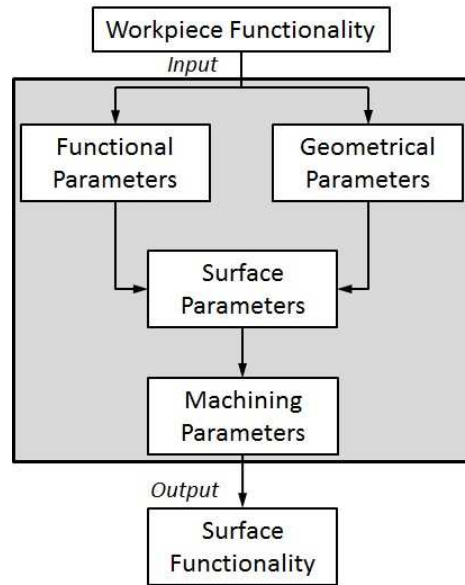 Workpiece Functionality
Input
Functional
Parameters
Geometrical
Parameters
Surface
Parameters
Machining
Parameters
Output
Surface
Functionality